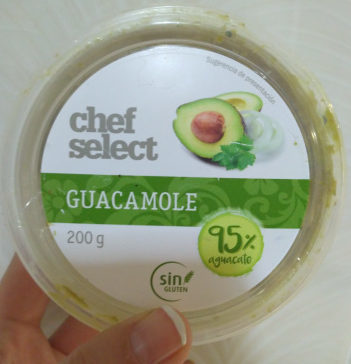 Sugerencia de presentación
chef
select
GUACAMOLE
200 g
95%
aguacate
sin
GLUTEN